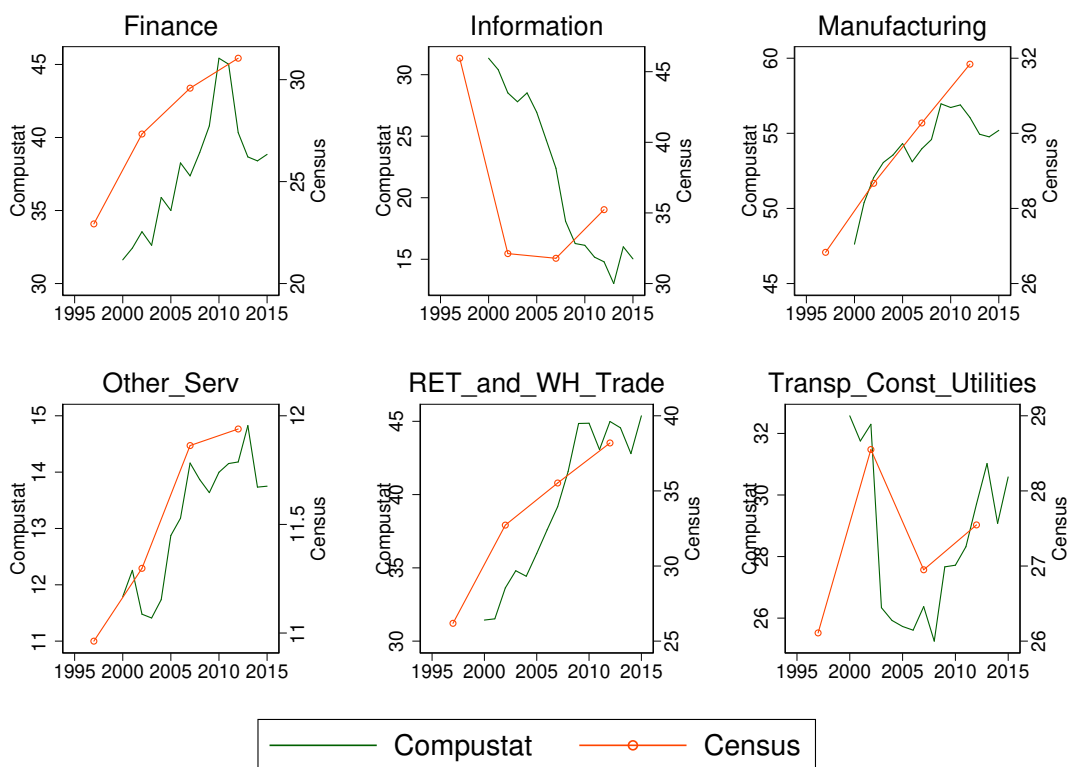 Finance
Compustat
30 35 40 45
Census
20 25 30
1995 2000 2005 2010 2015
Information
Compustat
15 20 25 30
Census
30 35 40 45
1995 2000 2005 2010 2015
Manufacturing
Compustat
45 50 55 60
Census
26 28 30 32
1995 2000 2005 2010 2015
Other_Serv
Compustat
11 12 13 14 15
Census
11 11.5 12
1995 2000 2005 2010 2015
RET_and_WH_Trade
Compustat
30 35 40 45
Census
25 30 35 40
1995 2000 2005 2010 2015
Transp_Const_Utilities
Compustat
26 28 30 32
Census
26 27 28 29
1995 2000 2005 2010 2015
Compustat Census